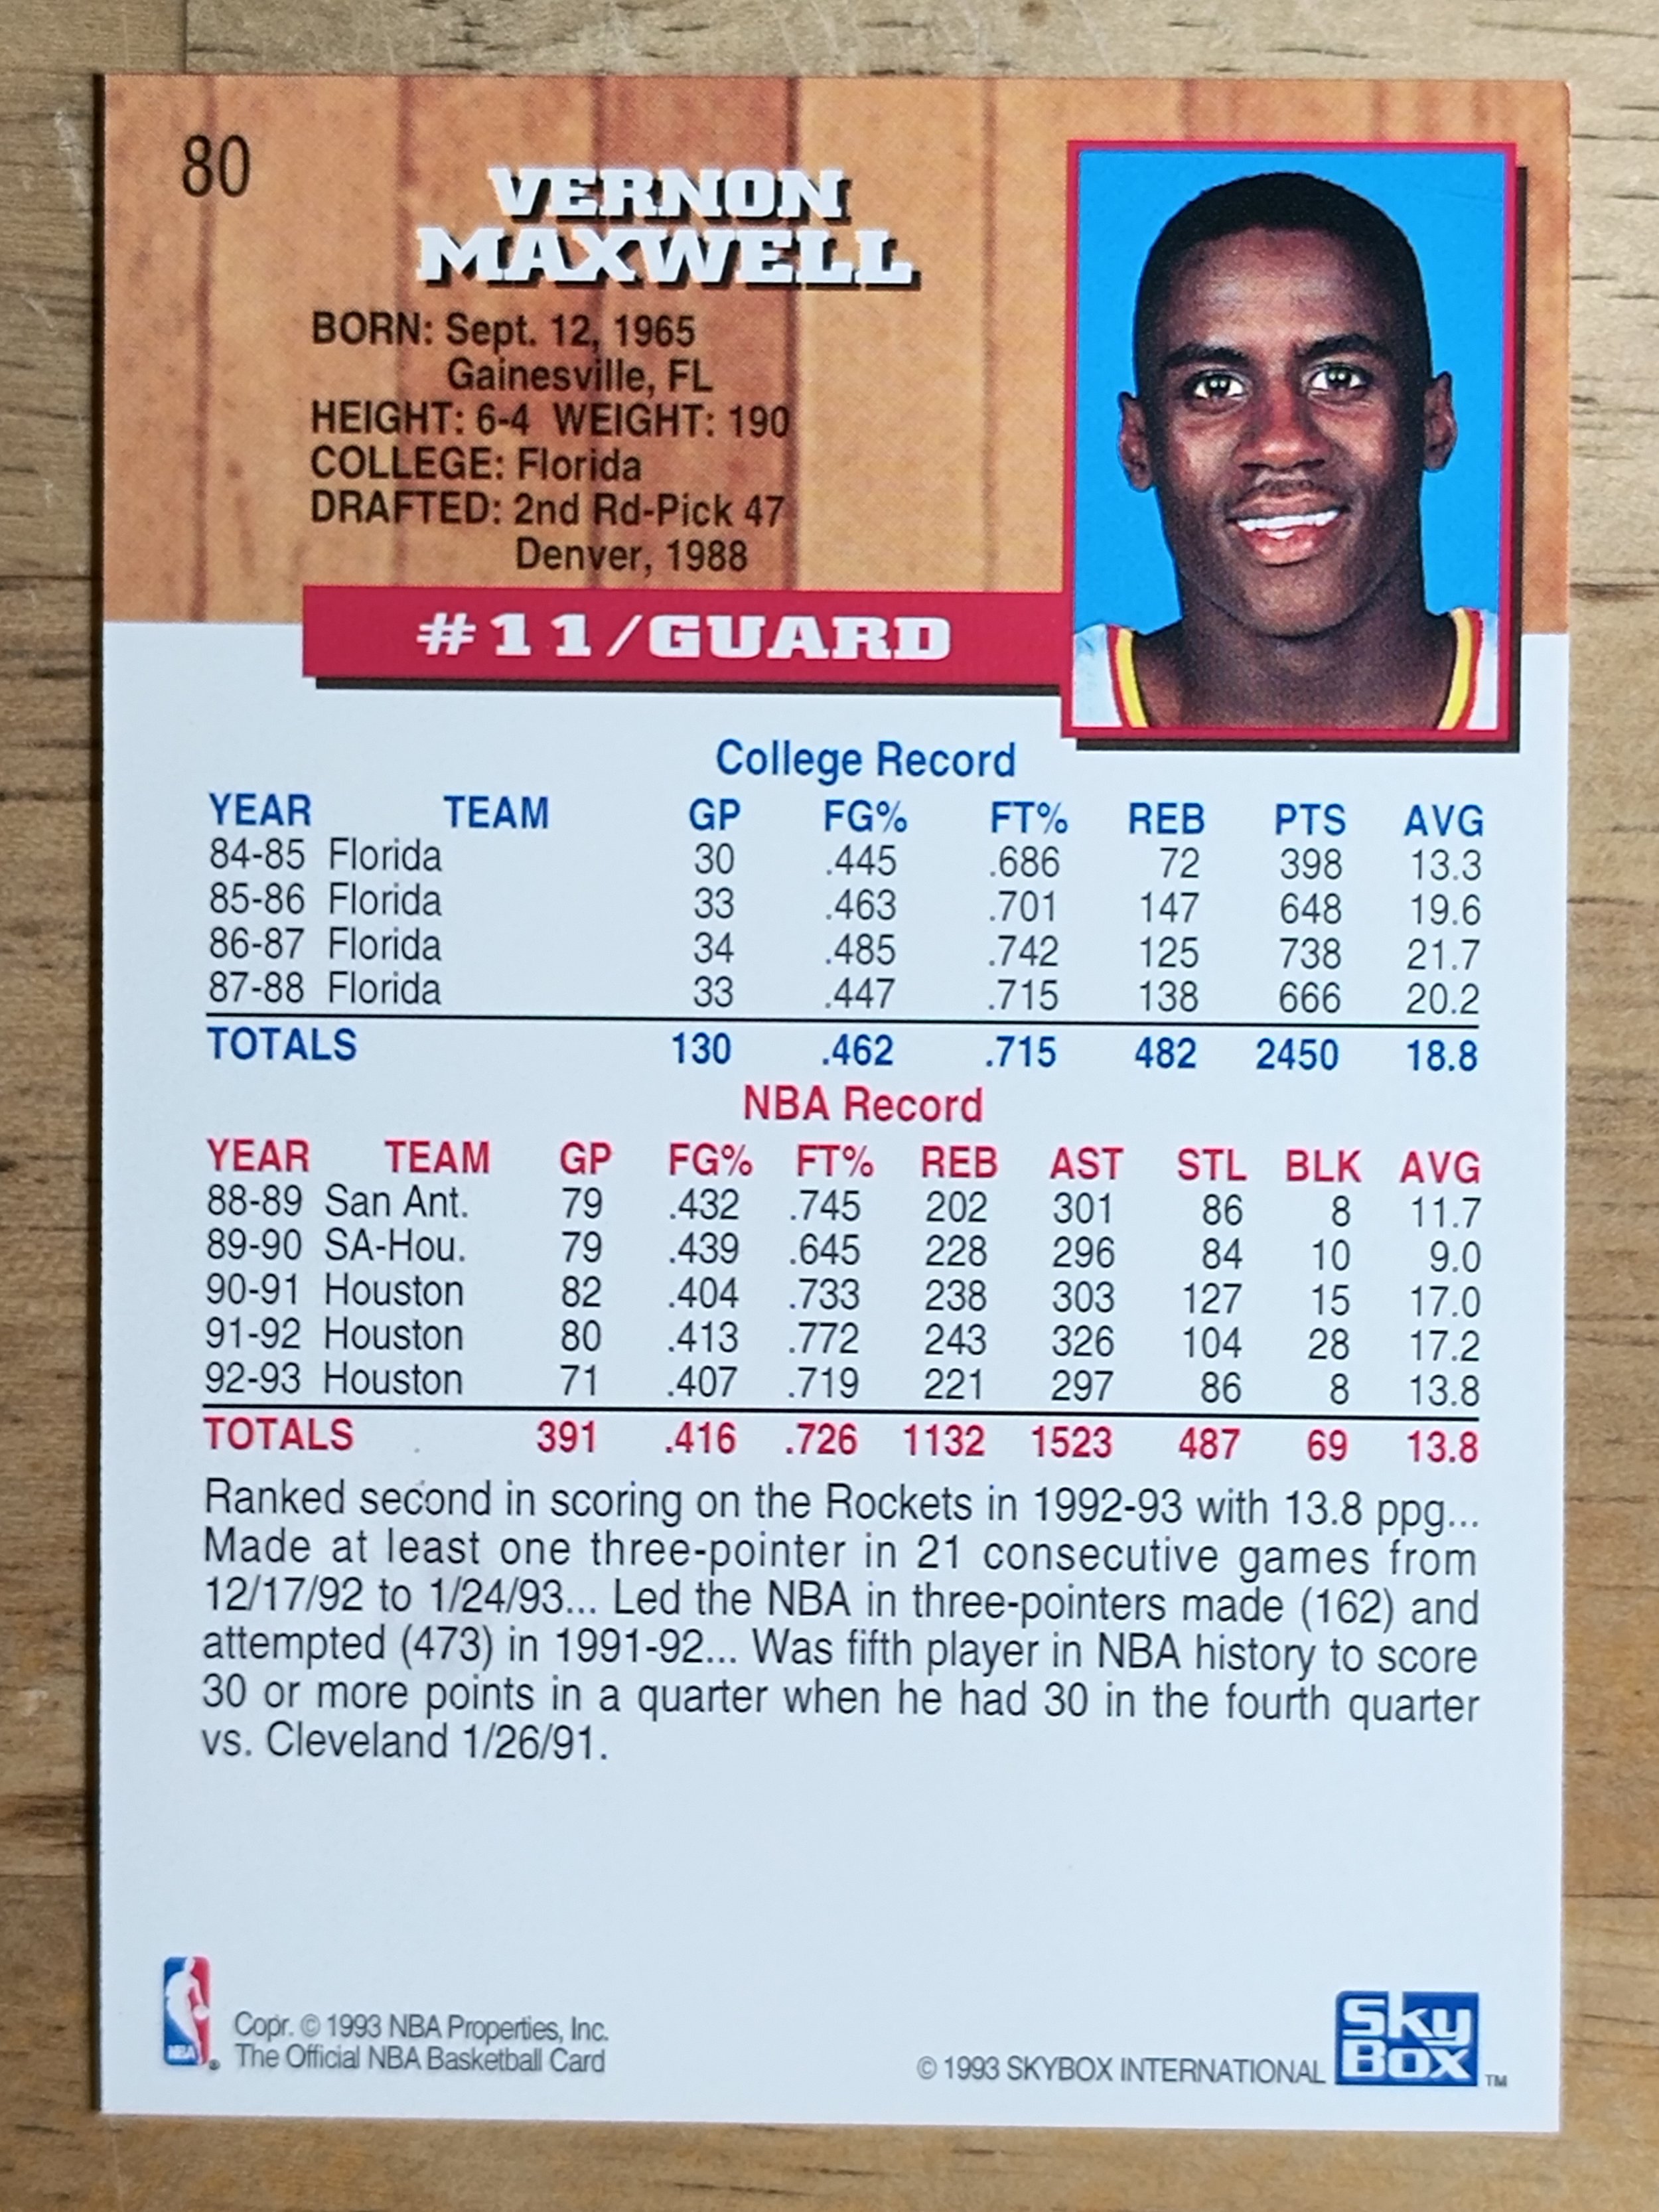 80
VERNON
MAXWELL
BORN: Sept. 12, 1965
Gainesville, FL
HEIGHT: 6-4 WEIGHT: 190
COLLEGE: Florida
DRAFTED: 2nd Rd-Pick 47
Denver, 1988
#11/GUARD
College Record
YEAR TEAM GP FG% FT% REB PTS AVG
84-85 Florida 30 .445 .686 72 398 13.3
85-86 Florida 33 .463 .701 147 648 19.6
86-87 Florida 34 .485 .742 125 738 21.7
87-88 Florida 33 .447 .715 138 666 20.2
TOTALS 130 .462 .715 482 2450 18.8
NBA Record
YEAR TEAM GP FG% FT% REB AST STL BLK AVG
88-89 San Ant. 79 .432 .745 202 301 86 8 11.7
89-90 SA-Hou. 79 .439 .645 228 296 84 10 9.0
90-91 Houston 82 .404 .733 238 303 127 15 17.0
91-92 Houston 80 .413 .772 243 326 104 28 17.2
92-93 Houston 71 .407 .719 221 297 86 8 13.8
TOTALS 391 .416 .726 1132 1523 487 69 13.8
Ranked second in scoring on the Rockets in 1992-93 with 13.8 ppg...
Made at least one three-pointer in 21 consecutive games from
12/17/92 to 1/24/93... Led the NBA in three-pointers made (162) and
attempted (473) in 1991-92... Was fifth player in NBA history to score
30 or more points in a quarter when he had 30 in the fourth quarter
vs. Cleveland 1/26/91.
NBA ®
Copr. © 1993 NBA Properties, Inc.
The Official NBA Basketball Card
© 1993 SKYBOX INTERNATIONAL
Sky
BOX ™